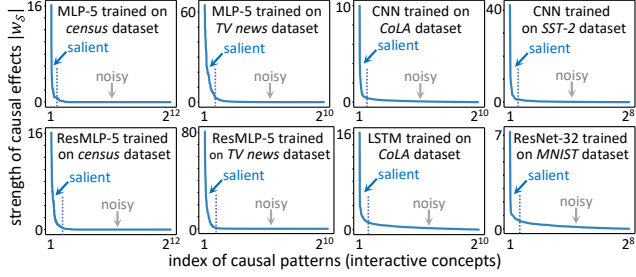 strength of causal effects |w_S|
16
MLP-5 trained on
census dataset
salient
noisy
0
1
2^12
60
MLP-5 trained on
TV news dataset
salient
noisy
0
1
2^10
10
CNN trained on
CoLA dataset
salient
noisy
0
1
2^10
40
CNN trained
on SST-2 dataset
salient
noisy
0
1
2^8
16
ResMLP-5 trained
on census dataset
salient
noisy
0
1
2^12
80
ResMLP-5 trained
on TV news dataset
salient
noisy
0
1
2^10
16
LSTM trained on
CoLA dataset
salient
noisy
0
1
2^10
7
ResNet-32 trained
on MNIST dataset
salient
noisy
0
1
2^8
index of causal patterns (interactive concepts)